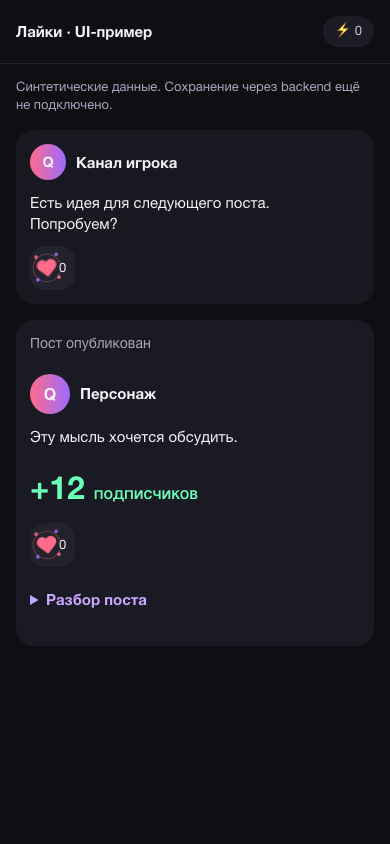 Лайки · UI-пример
⚡ 0
Синтетические данные. Сохранение через backend ещё
не подключено.
Q
Канал игрока
Есть идея для следующего поста.
Попробуем?
0
Пост опубликован
Q
Персонаж
Эту мысль хочется обсудить.
+12 подписчиков
0
▶ Разбор поста